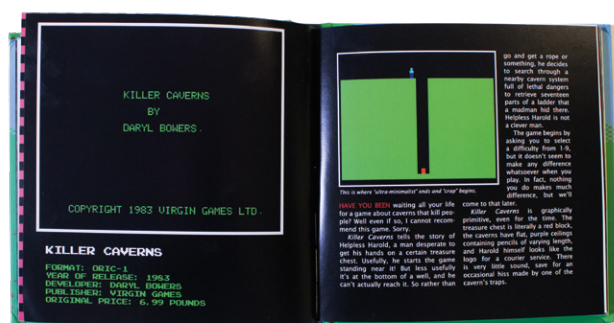 KILLER CAVERNS
BY
DARYL BOWERS.
COPYRIGHT 1983 VIRGIN GAMES LTD.
KILLER CAVERNS
FORMAT: ORIC-1
YEAR OF RELEASE: 1983
DEVELOPER: DARYL BOWERS
PUBLISHER: VIRGIN GAMES
ORIGINAL PRICE: 6.99 POUNDS
This is where "ultra-minimalist" ends and "crap" begins.
HAVE YOU BEEN waiting all your life
for a game about caverns that kill peo-
ple? Well even if so, I cannot recom-
mend this game. Sorry.
Killer Caverns tells the story of
Helpless Harold, a man desperate to
get his hands on a certain treasure
chest. Usefully, he starts the game
standing near it! But less usefully
it's at the bottom of a well, and he
can't actually reach it. So rather than
go and get a rope or
something, he decides
to search through a
nearby cavern system
full of lethal dangers
to retrieve seventeen
parts of a ladder that
a madman hid there.
Helpless Harold is not
a clever man.
The game begins by
asking you to select
a difficulty from 1-9,
but it doesn't seem to
make any difference
whatsoever when you
play. In fact, nothing
you do makes much
difference, but we'll
come to that later.
Killer Caverns is graphically
primitive, even for the time. The
treasure chest is literally a red block,
the caverns have flat, purple ceilings
containing pencils of varying length,
and Harold himself looks like the
logo for a courier service. There
is very little sound, save for an
occasional hiss made by one of the
cavern's traps.